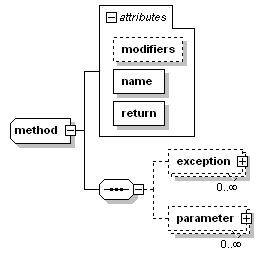 attributes
modifiers
name
return
method
exception
0..∞
parameter
0..∞